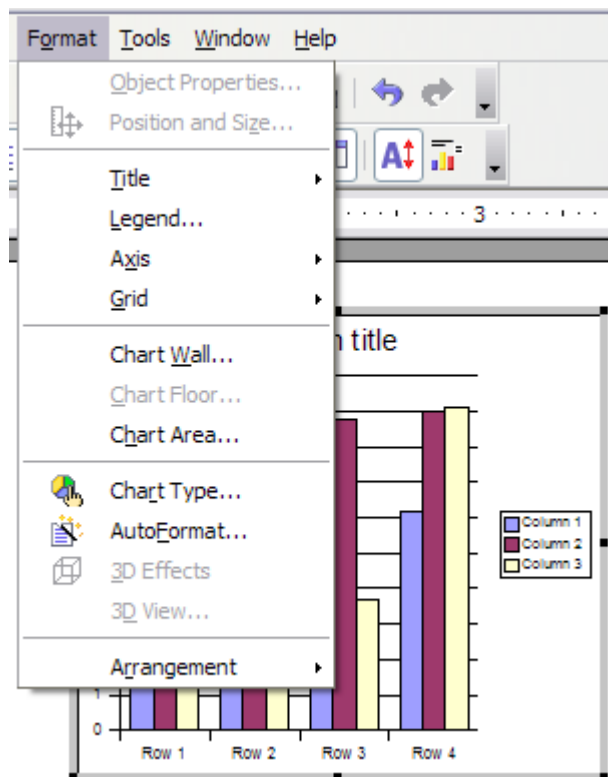 Format Tools Window Help
Object Properties...
Position and Size...
Title
Legend...
Axis
Grid
Chart Wall...
Chart Floor...
Chart Area...
Chart Type...
AutoFormat...
3D Effects
3D View...
Arrangement
A
3
title
Column 1
Column 2
Column 3
1
0
Row 1 Row 2 Row 3 Row 4